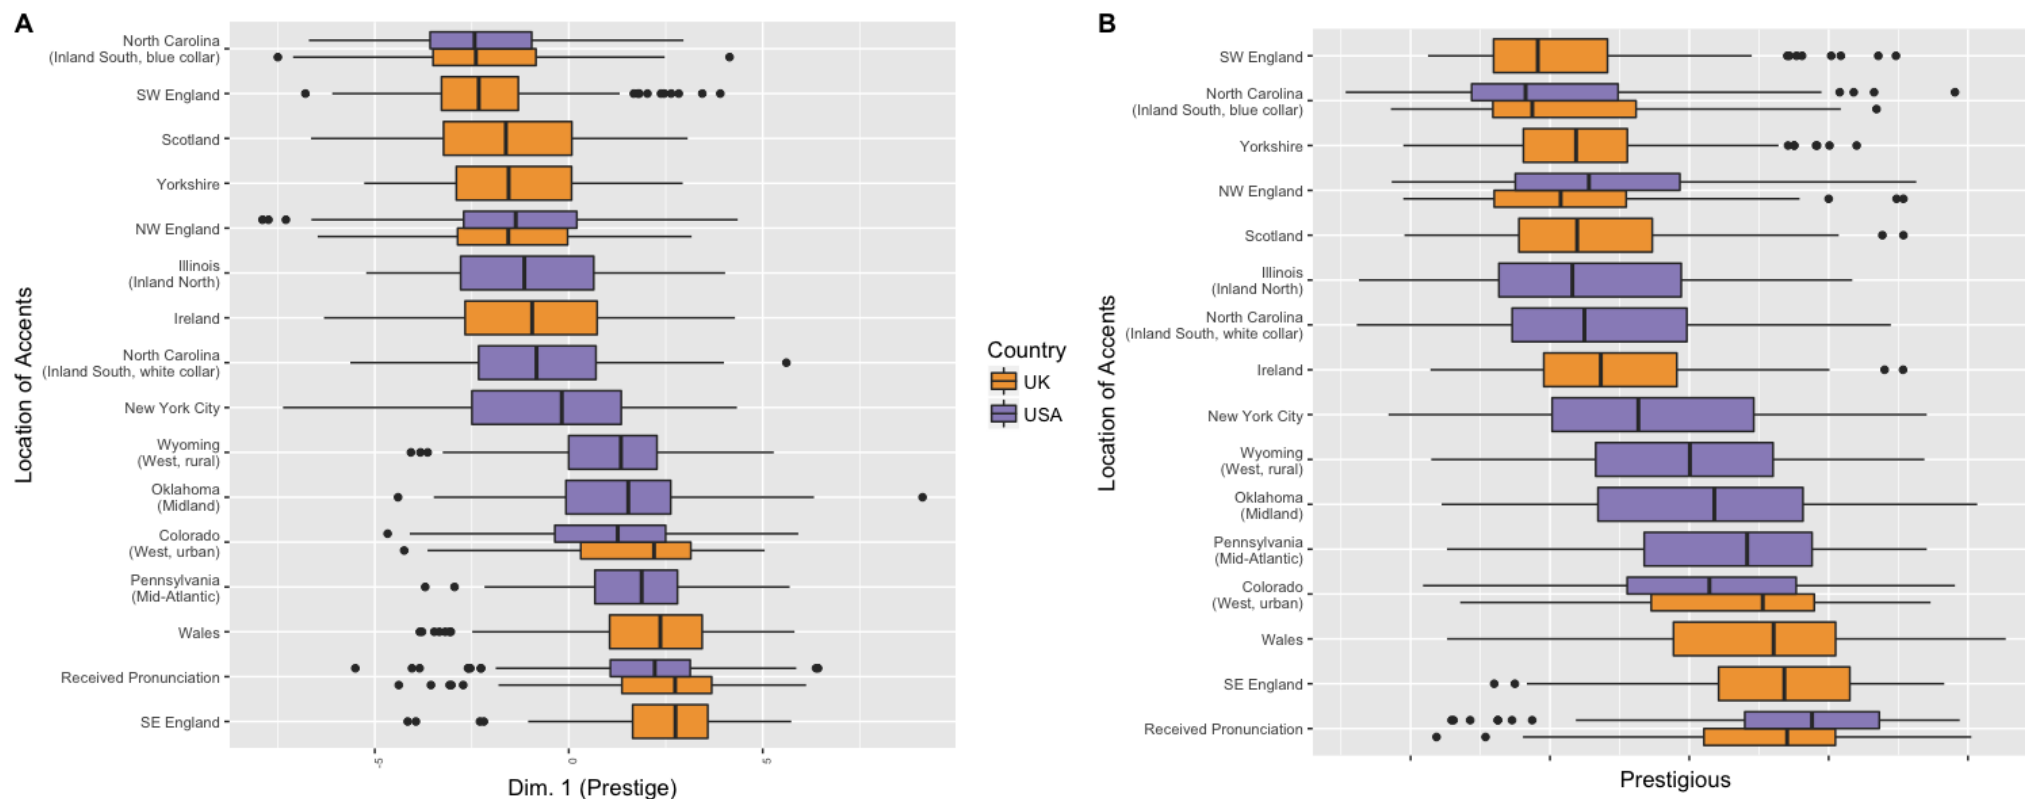 A
North Carolina
(Inland South, blue collar)
SW England
Scotland
Yorkshire
NW England
Illinois
(Inland North)
Ireland
North Carolina
(Inland South, white collar)
New York City
Wyoming
(West, rural)
Oklahoma
(Midland)
Colorado
(West, urban)
Pennsylvania
(Mid-Atlantic)
Wales
Received Pronunciation
SE England
Location of Accents
-5
0
5
Dim. 1 (Prestige)
Country
UK
USA
B
SW England
North Carolina
(Inland South, blue collar)
Yorkshire
NW England
Scotland
Illinois
(Inland North)
North Carolina
(Inland South, white collar)
Ireland
New York City
Wyoming
(West, rural)
Oklahoma
(Midland)
Pennsylvania
(Mid-Atlantic)
Colorado
(West, urban)
Wales
SE England
Received Pronunciation
Location of Accents
Prestigious